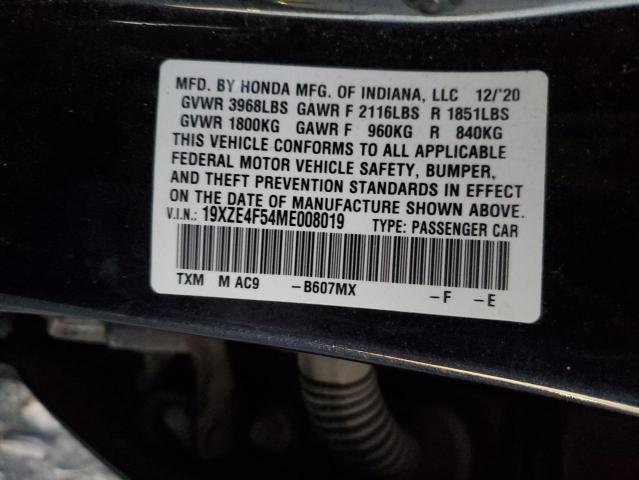 MFD. BY HONDA MFG. OF INDIANA, LLC 12/'20
GVWR 3968LBS GAWR F 2116LBS R 1851LBS
GVWR 1800KG GAWR F 960KG R 840KG
THIS VEHICLE CONFORMS TO ALL APPLICABLE
FEDERAL MOTOR VEHICLE SAFETY, BUMPER,
AND THEFT PREVENTION STANDARDS IN EFFECT
ON THE DATE OF MANUFACTURE SHOWN ABOVE.
V.I.N.: 19XZE4F54ME008019 TYPE: PASSENGER CAR
TXM M AC9 –B607MX –F –E